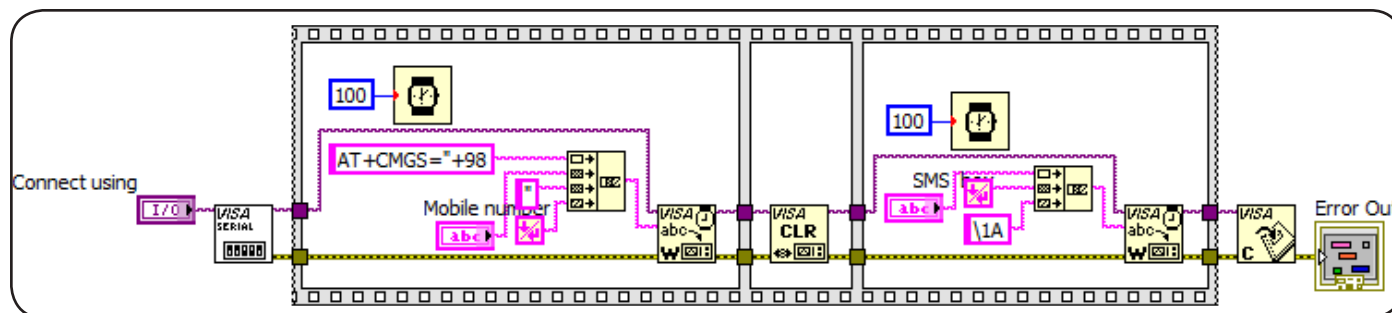 Connect using
I/O
VISA
SERIAL
100
AT+CMGS="+98
"
Mobile number
abc
VISA
abc
W
VISA
CLR
100
SMS
abc
\1A
VISA
abc
W
VISA
C
Error Ou